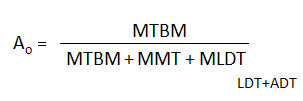 MTBM
Aₒ =
MTBM + MMT + MLDT
LDT+ADT